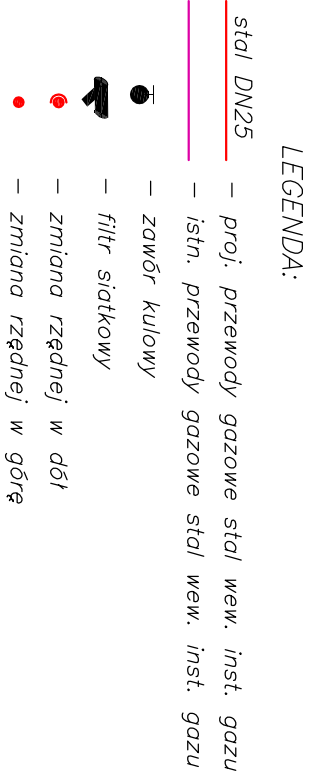 LEGENDA:
stal DN25
- proj. przewody gazowe stal wew. inst. gazu
- istn. przewody gazowe stal wew. inst. gazu
- zawór kulowy
- filtr siatkowy
- zmiana rzędnej w dół
- zmiana rzędnej w górę